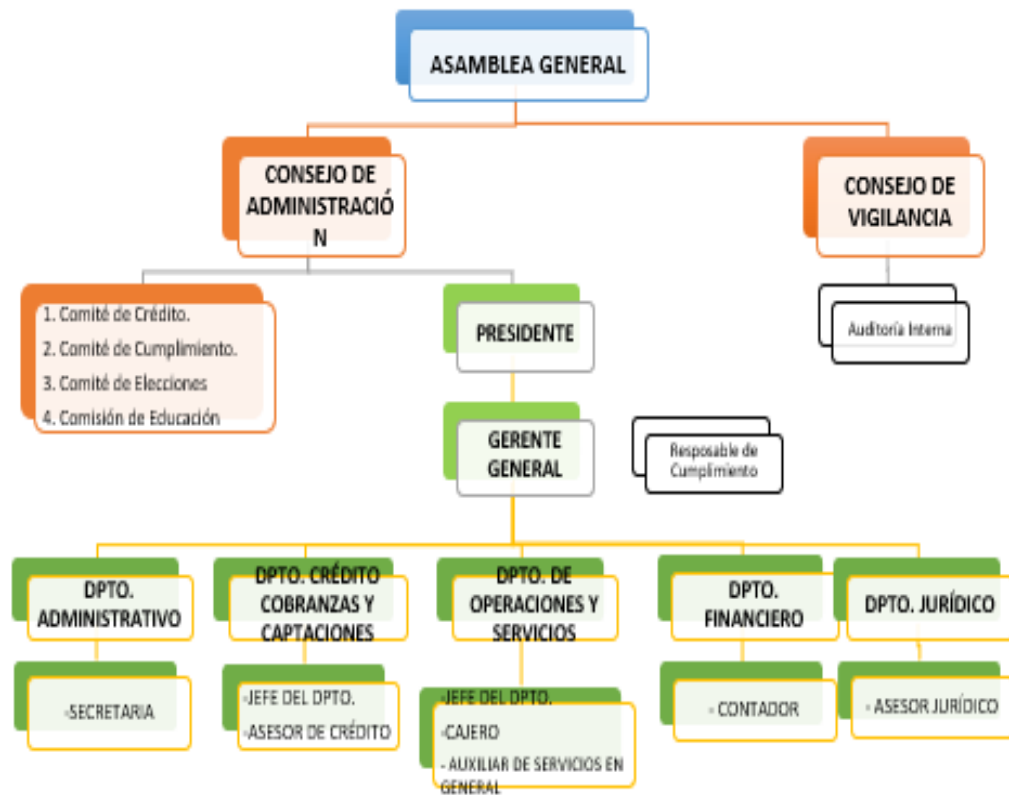 ASAMBLEA GENERAL
CONSEJO DE
ADMINISTRACIÓ
N
CONSEJO DE
VIGILANCIA
1. Comité de Crédito.
2. Comité de Cumplimiento.
3. Comité de Elecciones
4. Comisión de Educación
PRESIDENTE
Auditoría Interna
GERENTE
GENERAL
Resposable de
Cumplimiento
DPTO.
ADMINISTRATIVO
DPTO. CRÉDITO
COBRANZAS Y
CAPTACIONES
DPTO. DE
OPERACIONES Y
SERVICIOS
DPTO.
FINANCIERO
DPTO. JURÍDICO
-SECRETARIA
-JEFE DEL DPTO.
-ASESOR DE CRÉDITO
-JEFE DEL DPTO.
-CAJERO
- AUXILIAR DE SERVICIOS EN
GENERAL
- CONTADOR
- ASESOR JURÍDICO